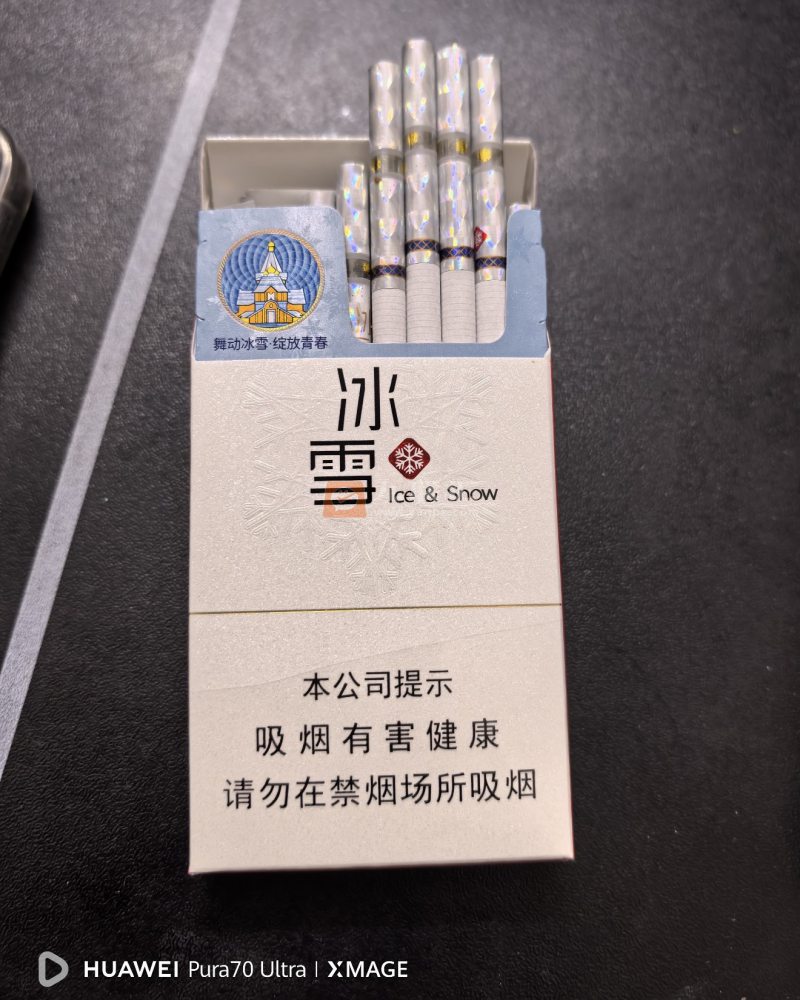 舞动冰雪·绽放青春
冰
雪
Ice & Snow
本公司提示
吸烟有害健康
请勿在禁烟场所吸烟
HUAWEI Pura70 Ultra | XMAGE